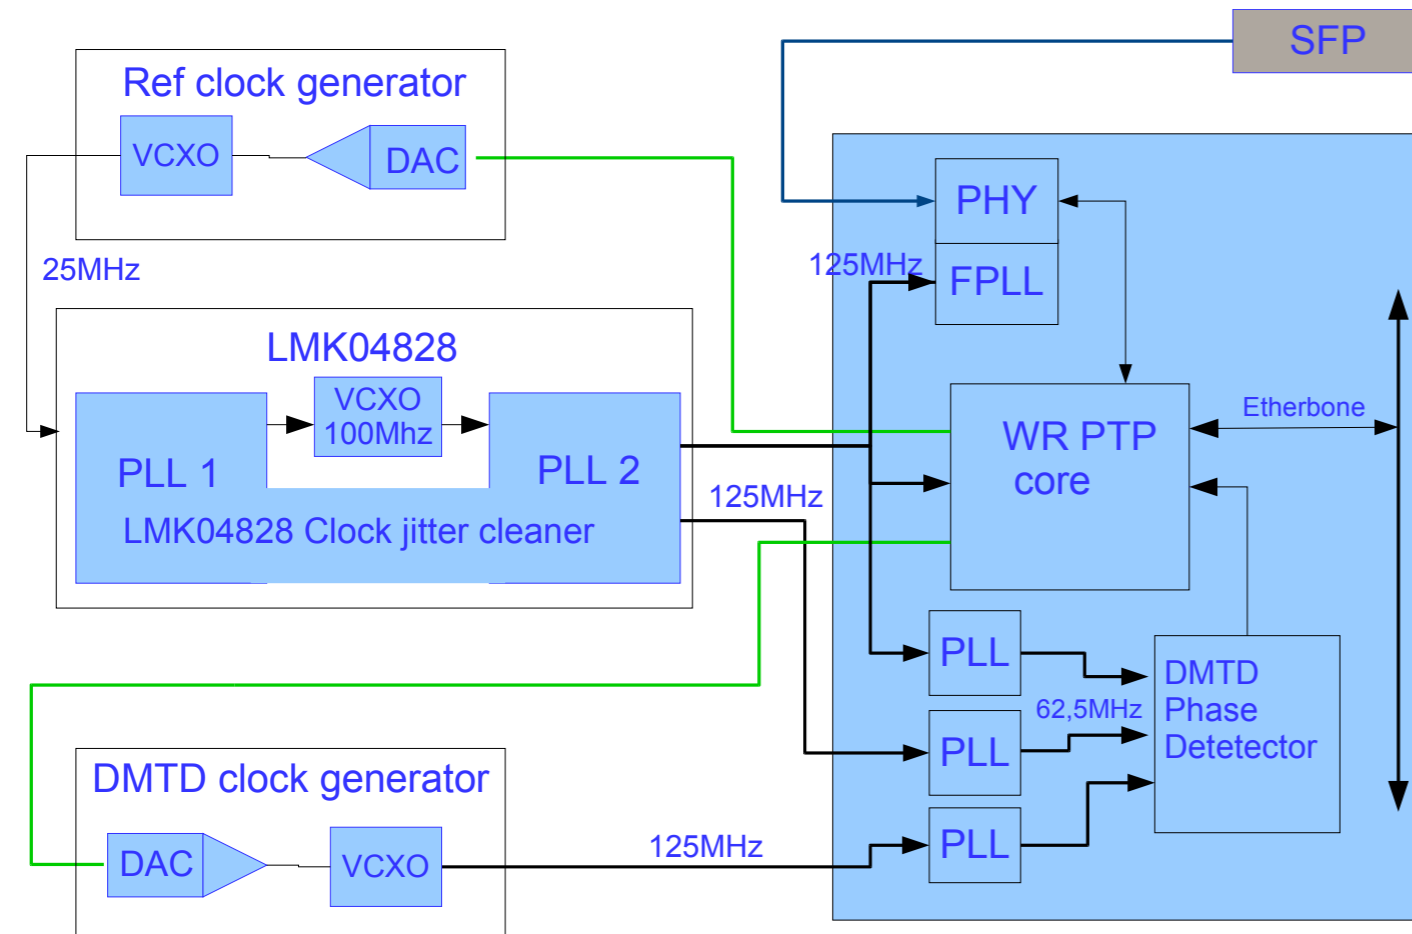 SFP
Ref clock generator
VCXO
DAC
PHY
25MHz
125MHz
FPLL
LMK04828
VCXO
100Mhz
PLL 1
PLL 2
LMK04828 Clock jitter cleaner
125MHz
WR PTP
core
Etherbone
PLL
DMTD
Phase
Detetector
62,5MHz
PLL
DMTD clock generator
DAC
VCXO
125MHz
PLL